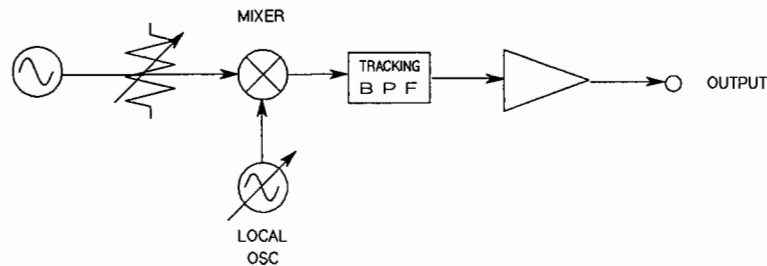 MIXER
TRACKING
B P F
OUTPUT
LOCAL
OSC